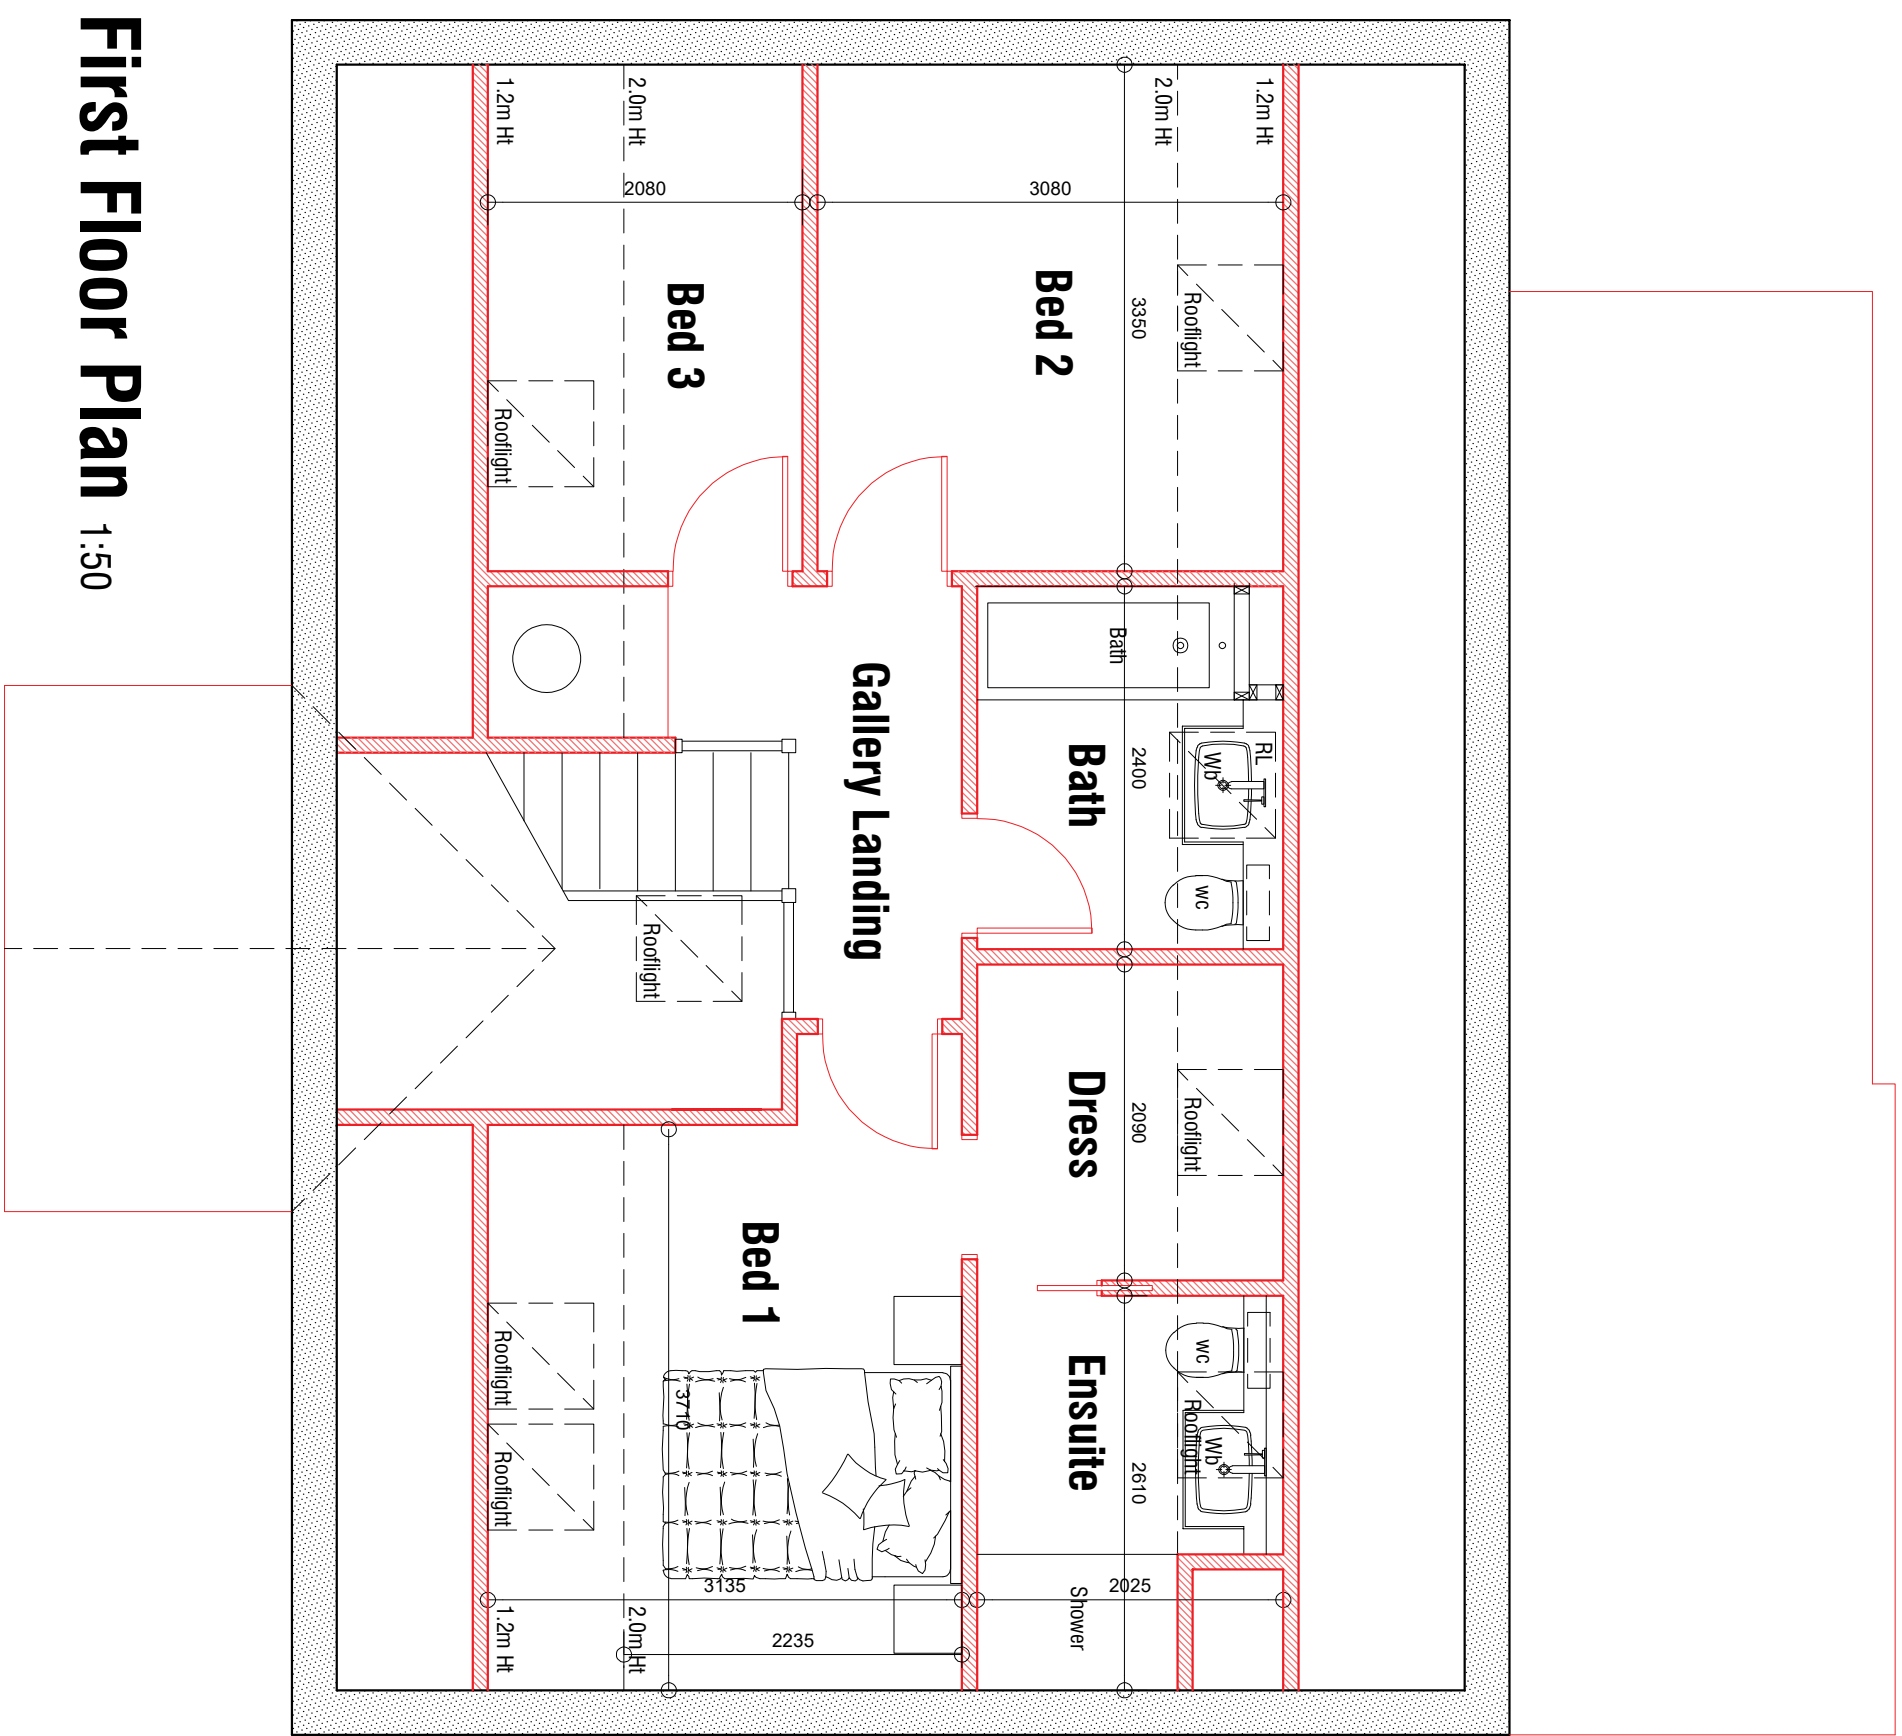 First Floor Plan 1:50
1.2m Ht
2.0m Ht
2.0m Ht
1.2m Ht
2080
3080
Bed 3
Bed 2
3350
Rooflight
Rooflight
Gallery Landing
Bath
Bath
2400
RL
Wb
WC
Rooflight
Dress
2090
Rooflight
Bed 1
Rooflight
Rooflight
3710
Ensuite
2610
WC
Rooflight
Wb
3135
2025
Shower
2235
1.2m Ht
2.0m Ht